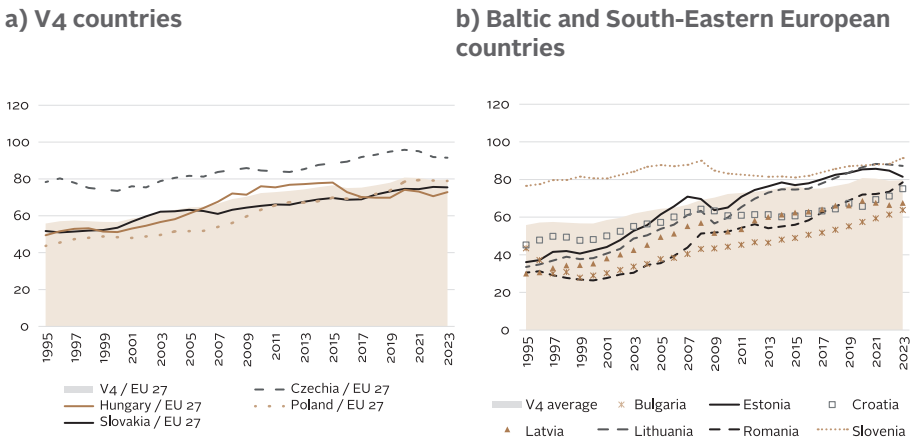 a) V4 countries
b) Baltic and South-Eastern European
countries
120
100
80
60
40
20
0
1995
1997
1999
2001
2003
2005
2007
2009
2011
2013
2015
2017
2019
2021
2023
V4 / EU 27
Czechia / EU 27
Hungary / EU 27
Poland / EU 27
Slovakia / EU 27
120
100
80
60
40
20
0
1995
1997
1999
2001
2003
2005
2007
2009
2011
2013
2015
2017
2019
2021
2023
V4 average
Bulgaria
Estonia
Croatia
Latvia
Lithuania
Romania
Slovenia